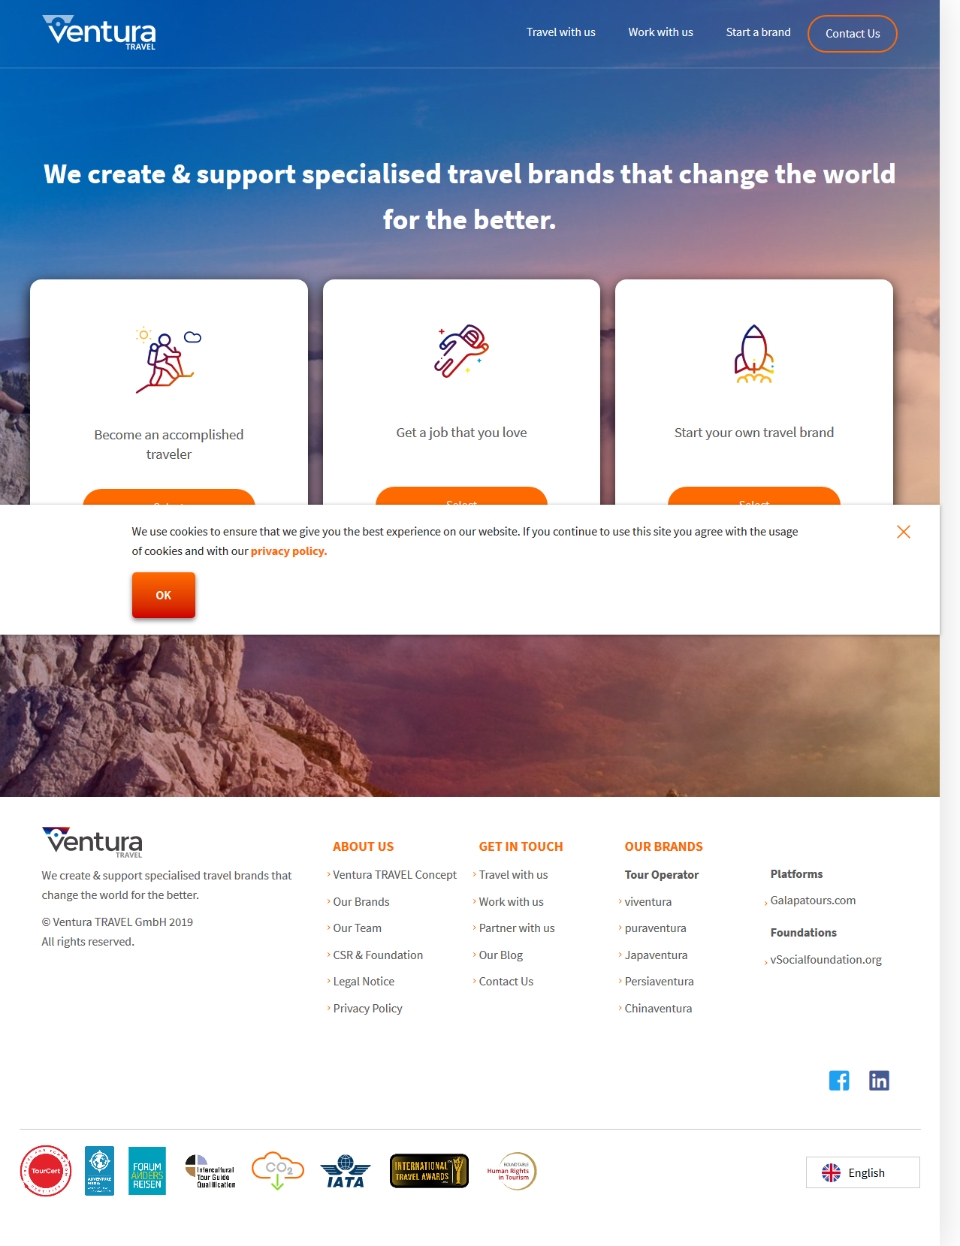 ventura
TRAVEL
Travel with us
Work with us
Start a brand
Contact Us
We create & support specialised travel brands that change the world
for the better.
Become an accomplished
traveler
Get a job that you love
Start your own travel brand
Select
Select
We use cookies to ensure that we give you the best experience on our website. If you continue to use this site you agree with the usage
of cookies and with our privacy policy.
OK
ventura
TRAVEL
We create & support specialised travel brands that
change the world for the better.
© Ventura TRAVEL GmbH 2019
All rights reserved.
ABOUT US
Ventura TRAVEL Concept
Our Brands
Our Team
CSR & Foundation
Legal Notice
Privacy Policy
GET IN TOUCH
Travel with us
Work with us
Partner with us
Our Blog
Contact Us
OUR BRANDS
Tour Operator
viventura
puraventura
Japaventura
Persiaventura
Chinaventura
Platforms
Galapatours.com
Foundations
vSocialfoundation.org
TourCert
FORUM
ANDERS
REISEN
Intercultural
Tour Guide
Qualification
CO2
IATA
INTERNATIONAL
TRAVEL AWARDS
ROUNDTABLE
Human Rights
in Tourism
English